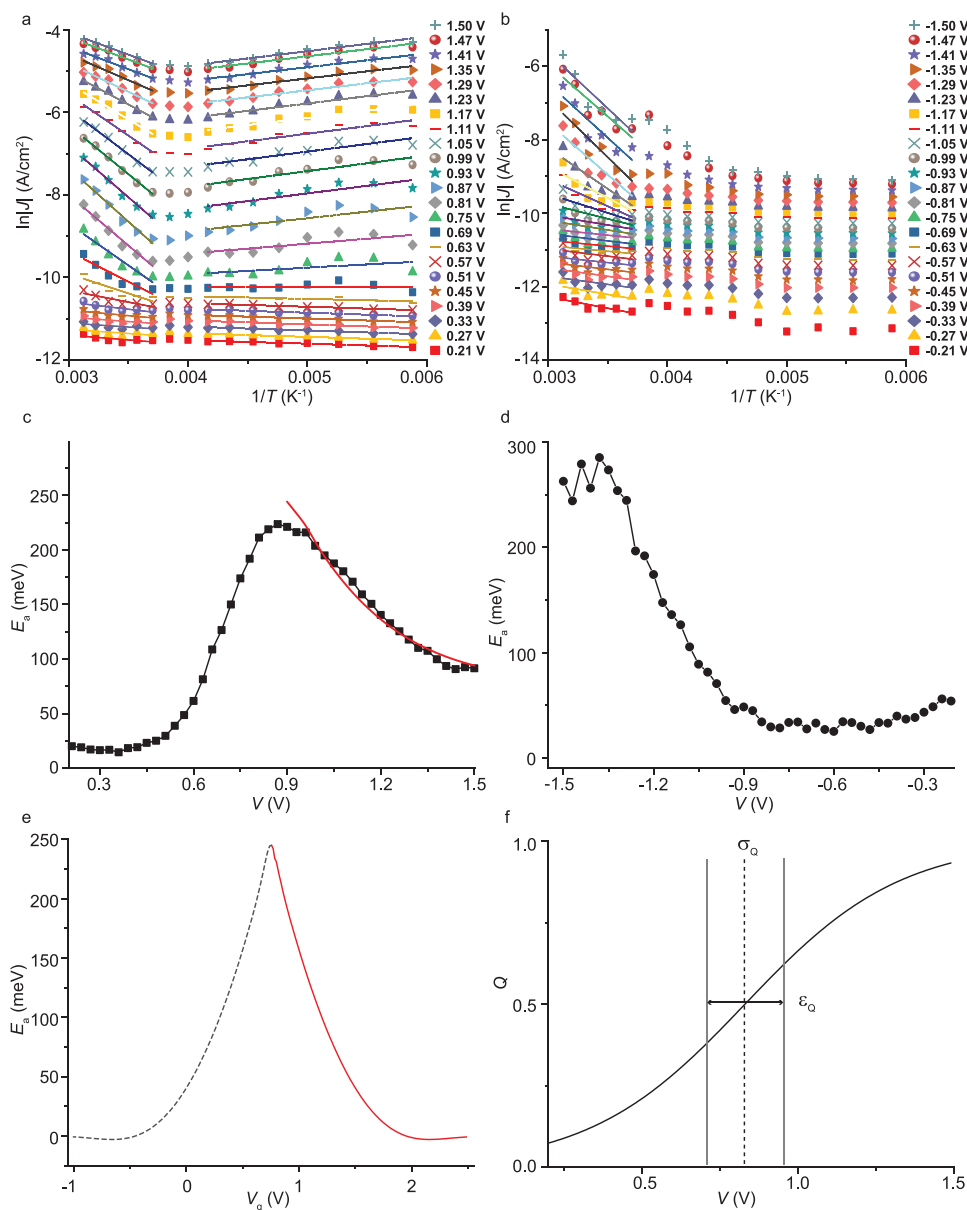 a
b
-4
-6
-8
-10
-12
ln|J| (A/cm²)
0.003
0.004
0.005
0.006
1/T (K⁻¹)
1.50 V
1.47 V
1.41 V
1.35 V
1.29 V
1.23 V
1.17 V
1.11 V
1.05 V
0.99 V
0.93 V
0.87 V
0.81 V
0.75 V
0.69 V
0.63 V
0.57 V
0.51 V
0.45 V
0.39 V
0.33 V
0.27 V
0.21 V
-4
-6
-8
-10
-12
-14
ln|J| (A/cm²)
0.003
0.004
0.005
0.006
1/T (K⁻¹)
-1.50 V
-1.47 V
-1.41 V
-1.35 V
-1.29 V
-1.23 V
-1.17 V
-1.11 V
-1.05 V
-0.99 V
-0.93 V
-0.87 V
-0.81 V
-0.75 V
-0.69 V
-0.63 V
-0.57 V
-0.51 V
-0.45 V
-0.39 V
-0.33 V
-0.27 V
-0.21 V
c
250
200
150
100
50
0
Eₐ (meV)
0.3
0.6
0.9
1.2
1.5
V (V)
d
300
200
100
0
Eₐ (meV)
-1.5
-1.2
-0.9
-0.6
-0.3
V (V)
e
250
200
150
100
50
0
Eₐ (meV)
-1
0
1
2
V_g (V)
f
1.0
0.5
0.0
Q
σ_Q
ε_Q
0.5
1.0
1.5
V (V)